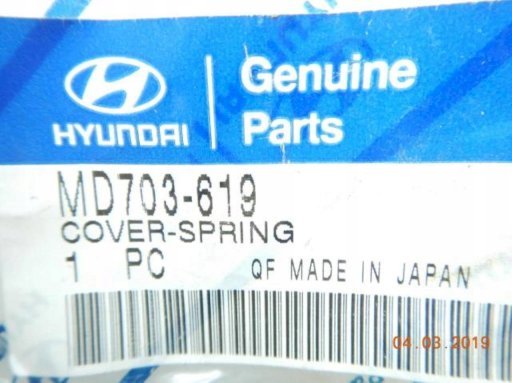 HYUNDAI
Genuine
Parts
MD703-619
COVER-SPRING
1 PC QF MADE IN JAPAN
04.03.2019